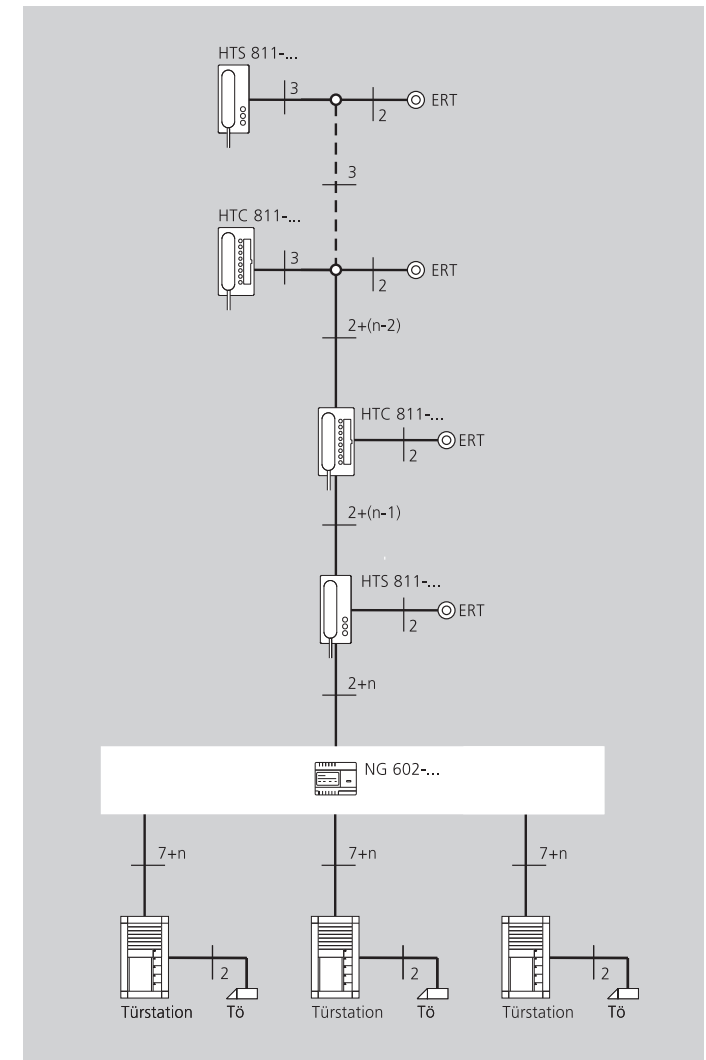 HTS 811-...
3
2
ERT
3
HTC 811-...
3
2
ERT
2+(n-2)
HTC 811-...
2
ERT
2+(n-1)
HTS 811-...
2
ERT
2+n
NG 602-...
7+n
7+n
7+n
2
2
2
Türstation
Tö
Türstation
Tö
Türstation
Tö